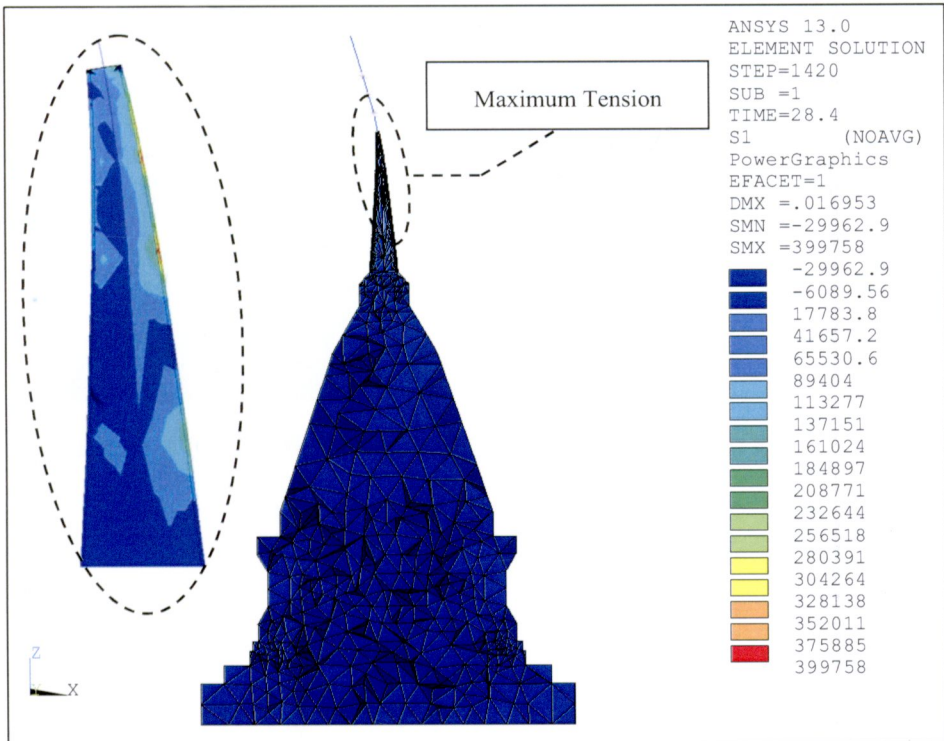 Maximum Tension
ANSYS 13.0
ELEMENT SOLUTION
STEP=1420
SUB =1
TIME=28.4
S1 (NOAVG)
PowerGraphics
EFACET=1
DMX =.016953
SMN =-29962.9
SMX =399758
-29962.9
-6089.56
17783.8
41657.2
65530.6
89404
113277
137151
161024
184897
208771
232644
256518
280391
304264
328138
352011
375885
399758
Z
X